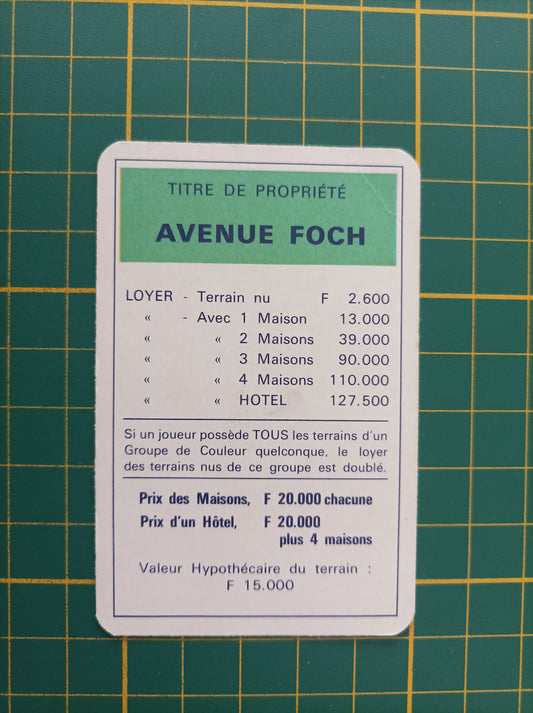 TITRE DE PROPRIÉTÉ
AVENUE FOCH
LOYER - Terrain nu F 2.600
« - Avec 1 Maison 13.000
« « 2 Maisons 39.000
« « 3 Maisons 90.000
« « 4 Maisons 110.000
« « HOTEL 127.500
Si un joueur possède TOUS les terrains d'un
Groupe de Couleur quelconque, le loyer
des terrains nus de ce groupe est doublé.
Prix des Maisons, F 20.000 chacune
Prix d'un Hôtel, F 20.000
plus 4 maisons
Valeur Hypothécaire du terrain :
F 15.000